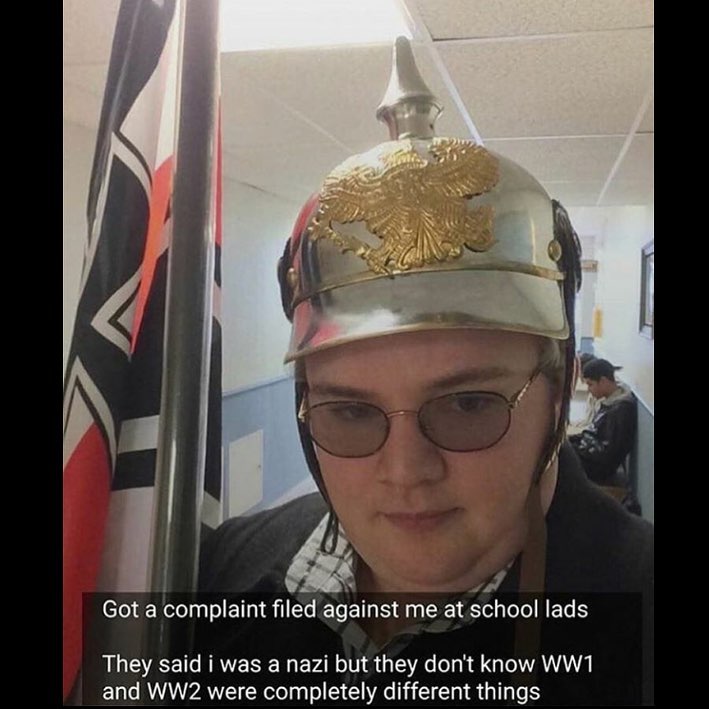 Got a complaint filed against me at school lads
They said i was a nazi but they don't know WW1
and WW2 were completely different things